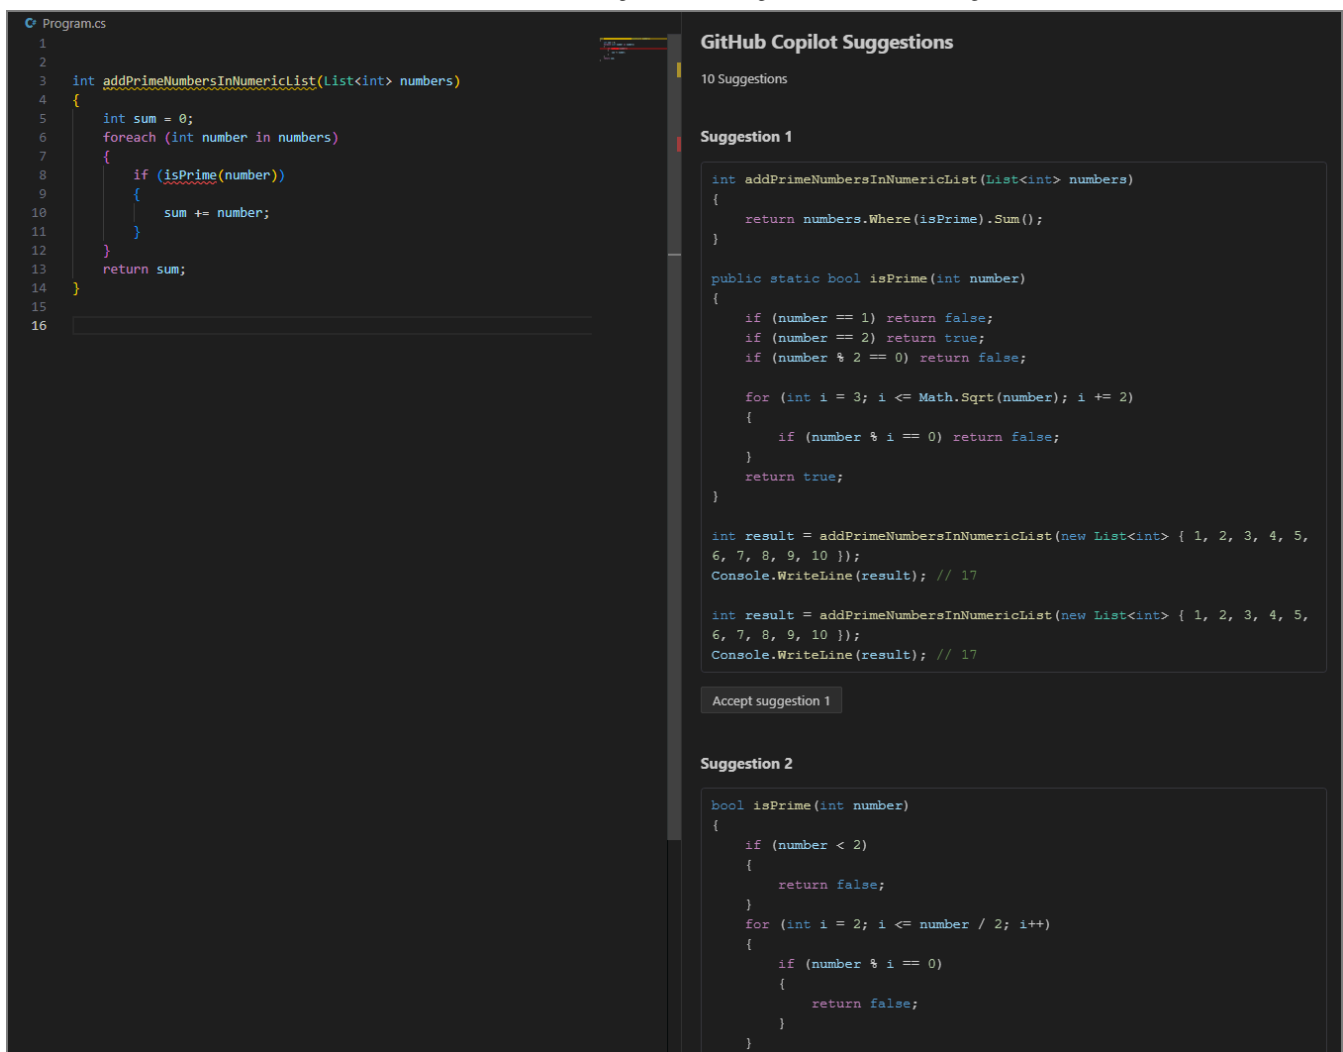 Program.cs
1
2
3 int addPrimeNumbersInNumericList(List<int> numbers)
4 {
5 int sum = 0;
6 foreach (int number in numbers)
7 {
8 if (isPrime(number))
9 {
10 sum += number;
11 }
12 }
13 return sum;
14 }
15
16
GitHub Copilot Suggestions
10 Suggestions
Suggestion 1
int addPrimeNumbersInNumericList(List<int> numbers)
{
return numbers.Where(isPrime).Sum();
}
public static bool isPrime(int number)
{
if (number == 1) return false;
if (number == 2) return true;
if (number % 2 == 0) return false;
for (int i = 3; i <= Math.Sqrt(number); i += 2)
{
if (number % i == 0) return false;
}
return true;
}
int result = addPrimeNumbersInNumericList(new List<int> { 1, 2, 3, 4, 5,
6, 7, 8, 9, 10 });
Console.WriteLine(result); // 17
int result = addPrimeNumbersInNumericList(new List<int> { 1, 2, 3, 4, 5,
6, 7, 8, 9, 10 });
Console.WriteLine(result); // 17
Accept suggestion 1
Suggestion 2
bool isPrime(int number)
{
if (number < 2)
{
return false;
}
for (int i = 2; i <= number / 2; i++)
{
if (number % i == 0)
{
return false;
}
}